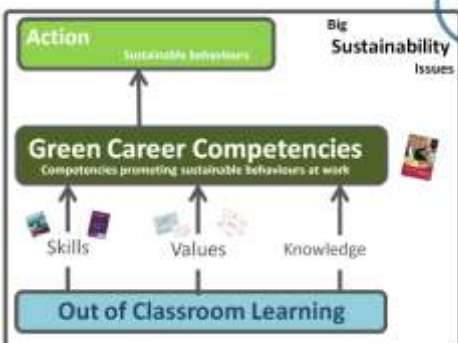 Action
Sustainable behaviours
Big
Sustainability
Issues
Green Career Competencies
Competencies promoting sustainable behaviours at work
Skills
Values
Knowledge
Out of Classroom Learning